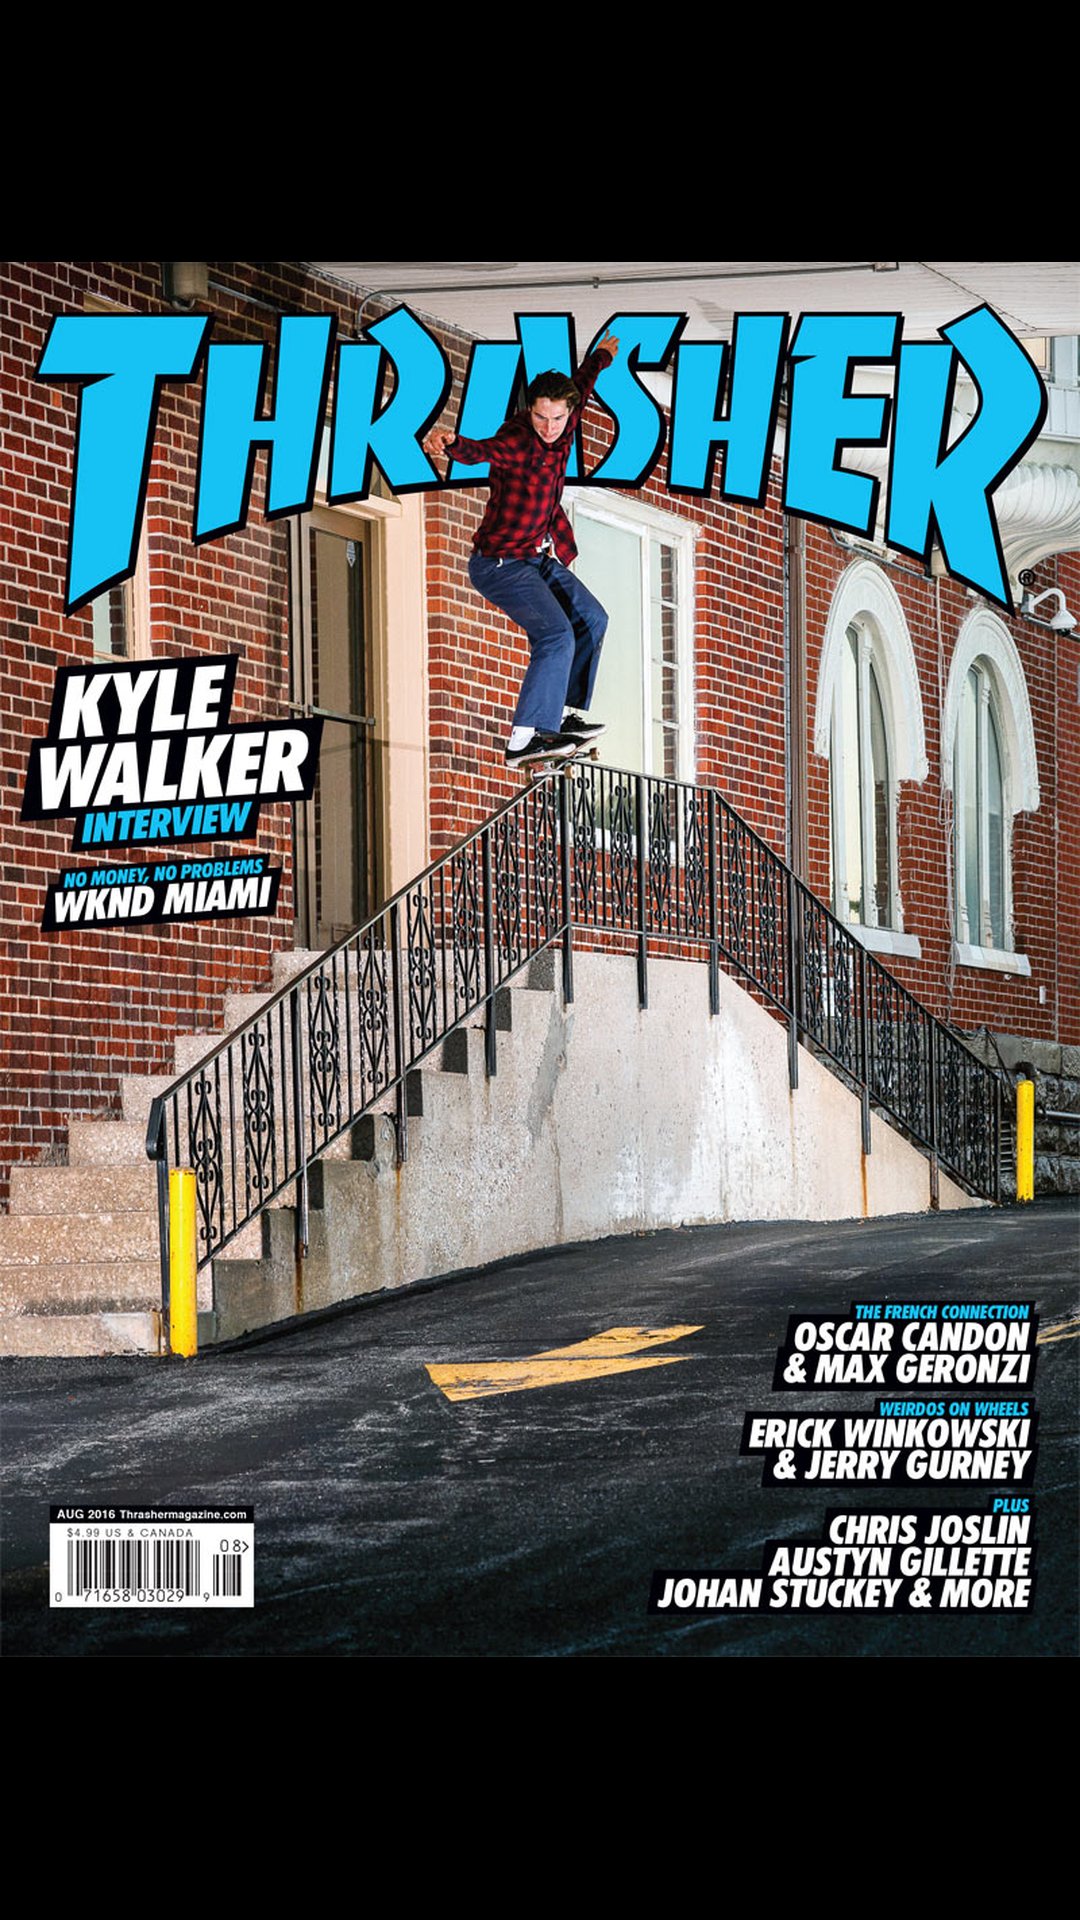 THRASHER®
KYLE
WALKER
INTERVIEW
NO MONEY, NO PROBLEMS
WKND MIAMI
THE FRENCH CONNECTION
OSCAR CANDON
& MAX GERONZI
WEIRDOS ON WHEELS
ERICK WINKOWSKI
& JERRY GURNEY
PLUS
CHRIS JOSLIN
AUSTYN GILLETTE
JOHAN STUCKEY & MORE
AUG 2016 Thrashermagazine.com
$4.99 US & CANADA
08>
0 71658 03029 9